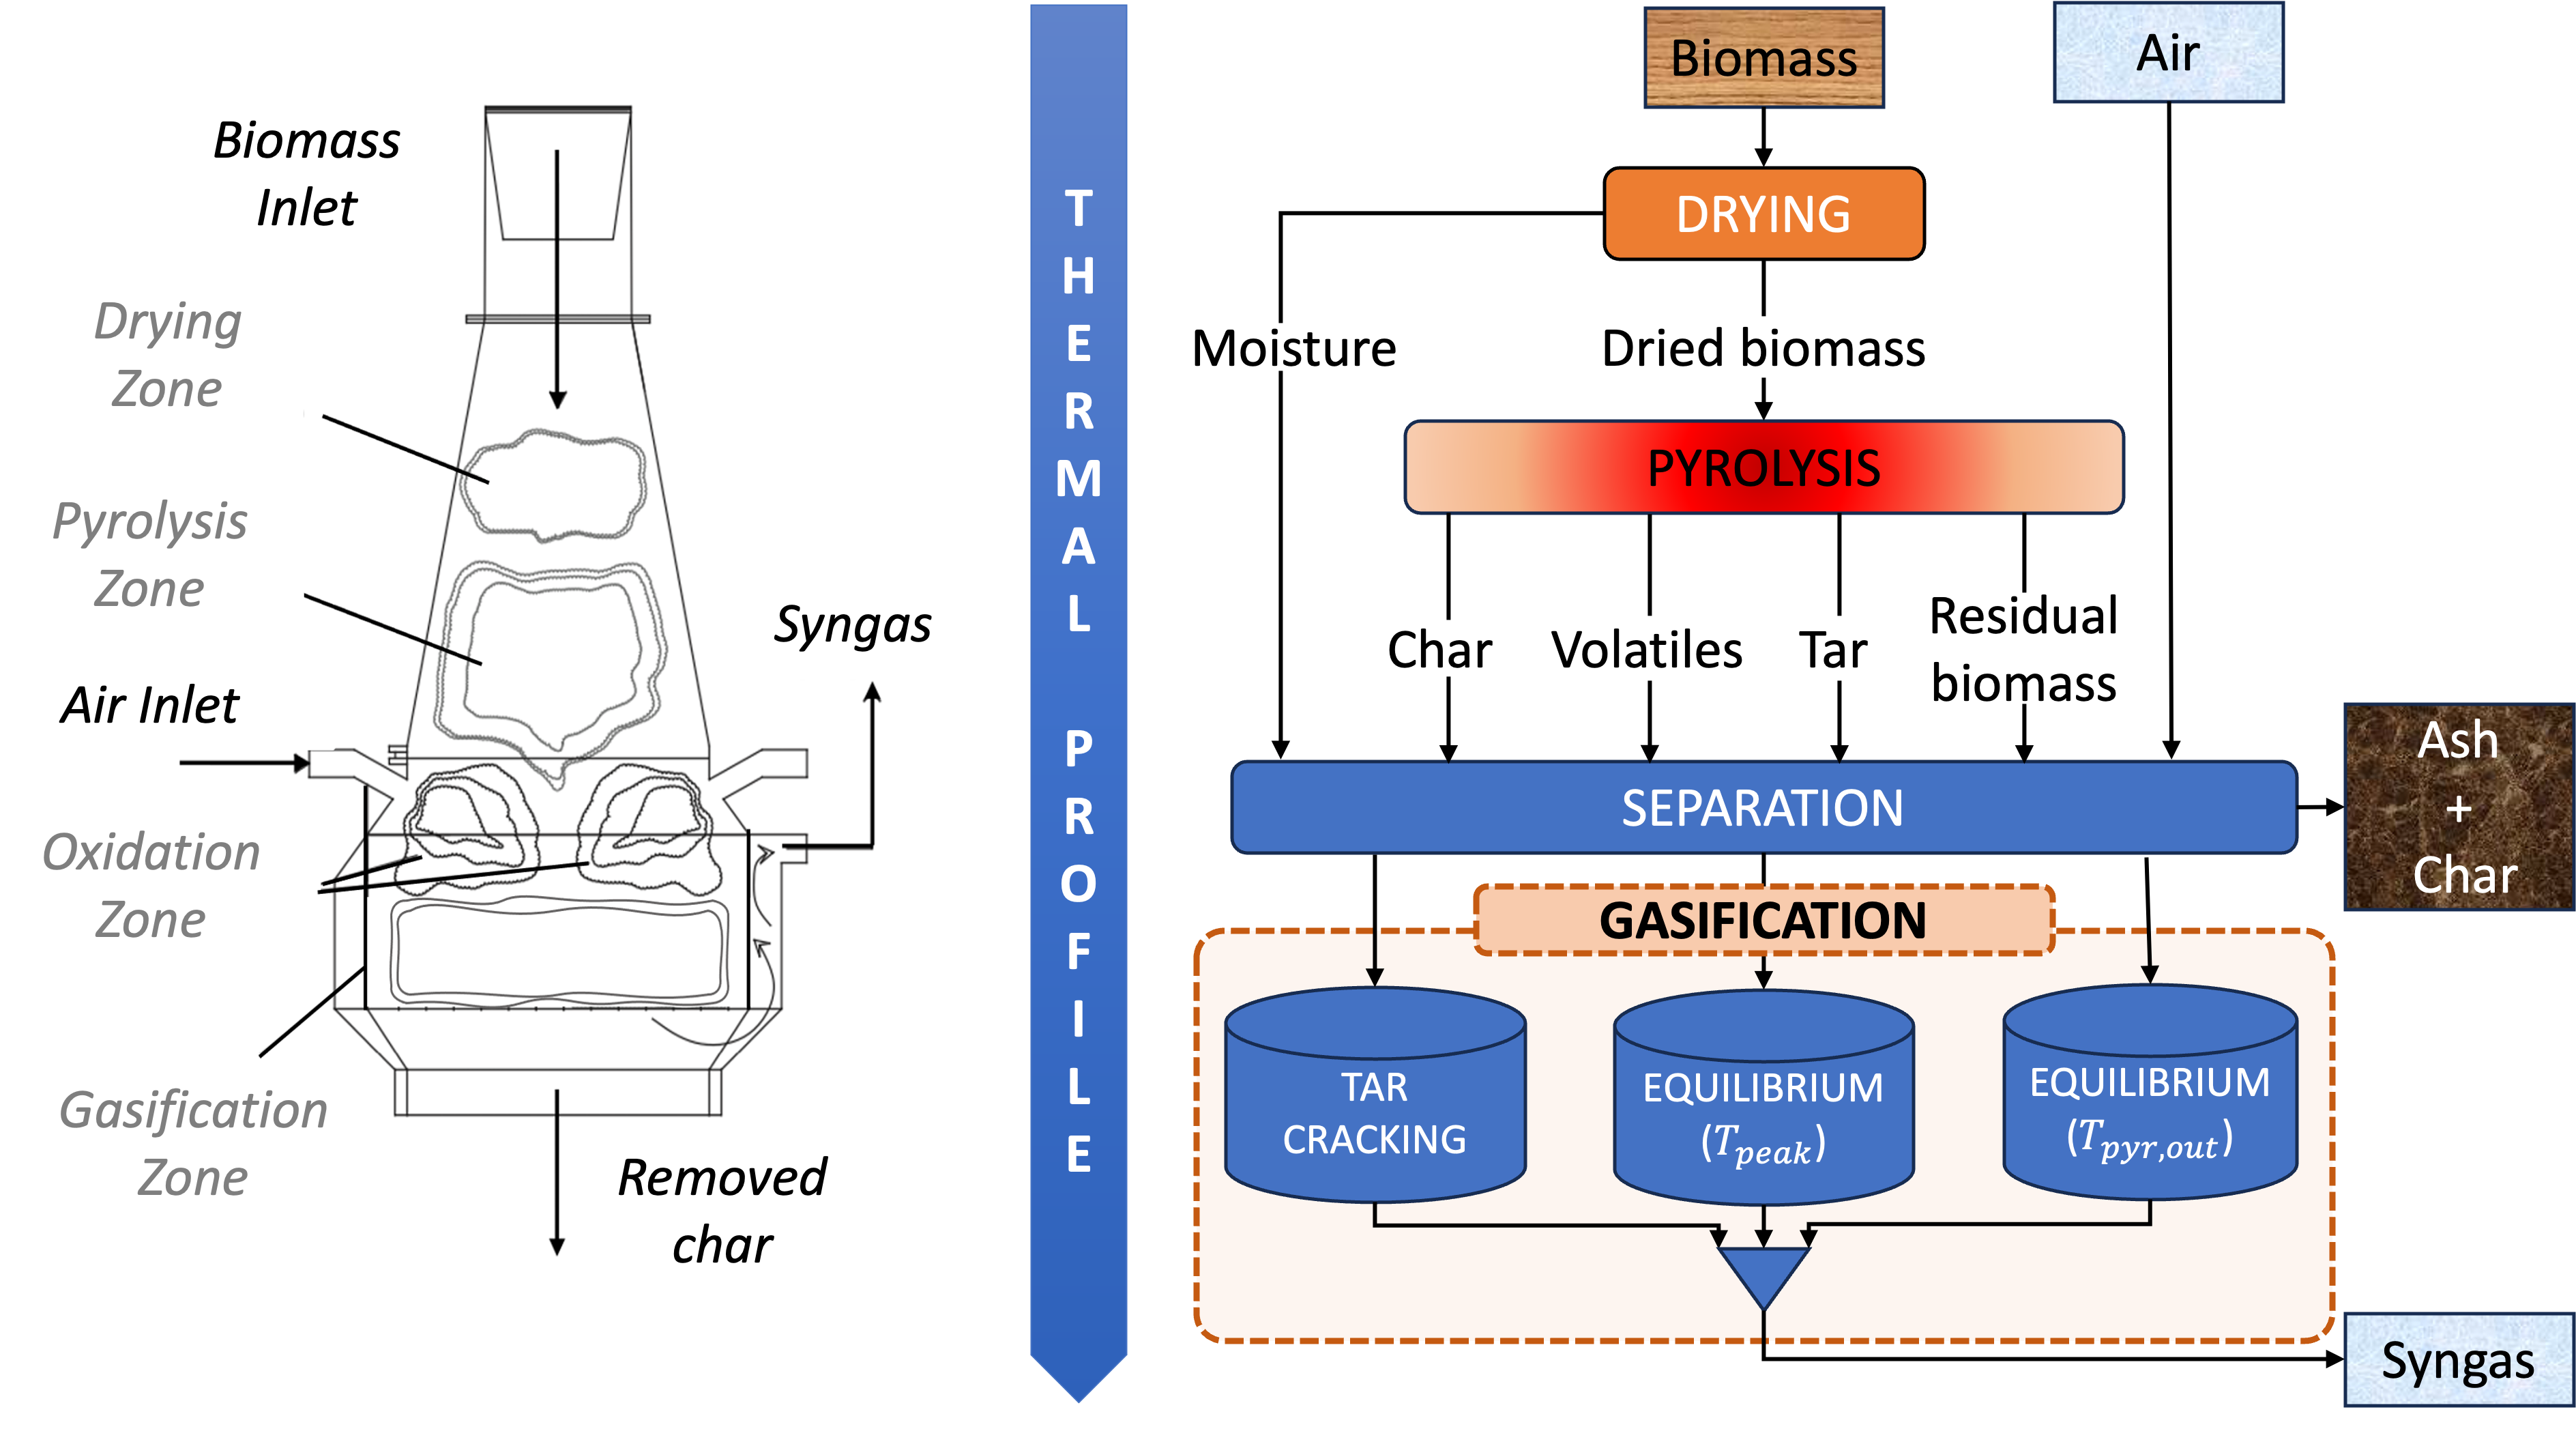 Biomass
Inlet
Drying
Zone
Pyrolysis
Zone
Syngas
Air Inlet
Oxidation
Zone
Gasification
Zone
Removed
char
THERMAL PROFILE
Biomass
Air
DRYING
Moisture
Dried biomass
PYROLYSIS
Char
Volatiles
Tar
Residual
biomass
SEPARATION
Ash
+
Char
GASIFICATION
TAR
CRACKING
EQUILIBRIUM
(T_peak)
EQUILIBRIUM
(T_pyr,out)
Syngas